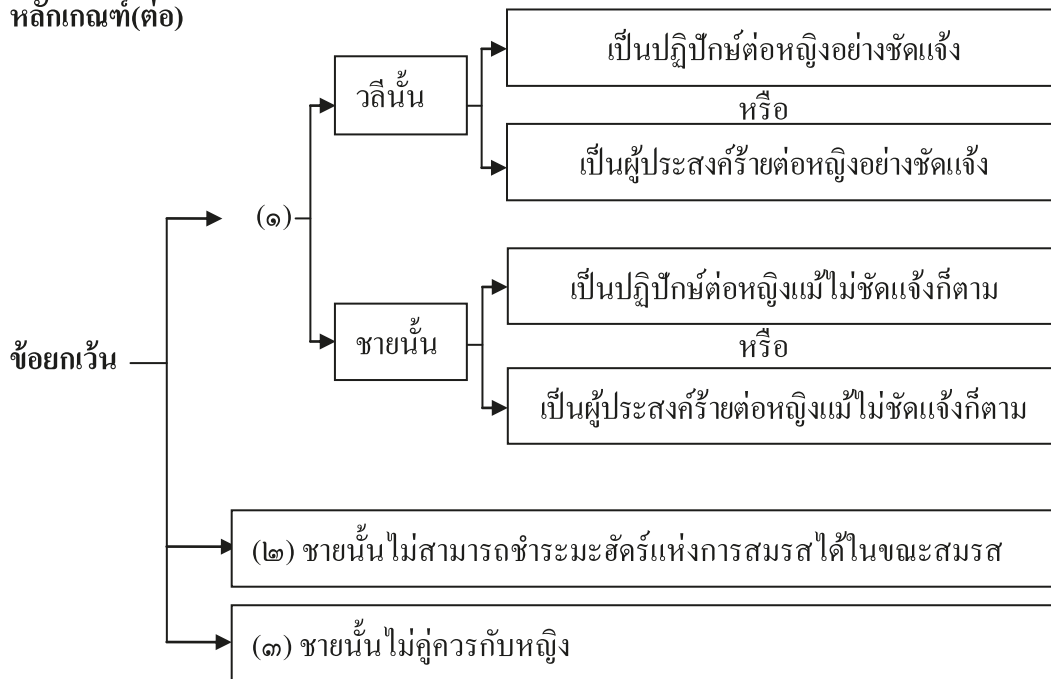 หลักเกณฑ์(ต่อ)
เป็นปฏิปักษ์ต่อหญิงอย่างชัดแจ้ง
วลีนั้น
หรือ
เป็นผู้ประสงค์ร้ายต่อหญิงอย่างชัดแจ้ง
(๑)
เป็นปฏิปักษ์ต่อหญิงแม้ไม่ชัดแจ้งก็ตาม
ชายนั้น
หรือ
ข้อยกเว้น
เป็นผู้ประสงค์ร้ายต่อหญิงแม้ไม่ชัดแจ้งก็ตาม
(๒) ชายนั้นไม่สามารถชำระมะฮัดร์แห่งการสมรสได้ในขณะสมรส
(๓) ชายนั้นไม่คู่ควรกับหญิง